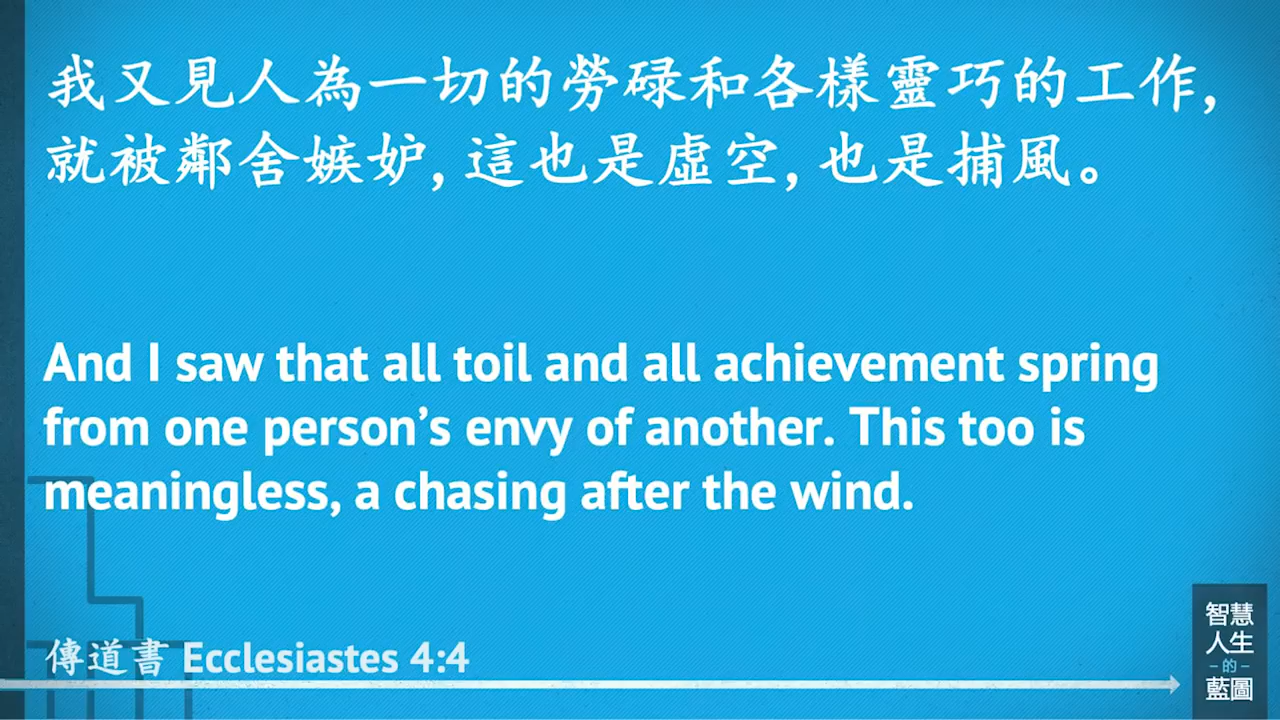 我又見人為一切的勞碌和各樣靈巧的工作,
就被鄰舍嫉妒,這也是虛空,也是捕風。
And I saw that all toil and all achievement spring
from one person’s envy of another. This too is
meaningless, a chasing after the wind.
傳道書 Ecclesiastes 4:4
智慧
人生
–的–
藍圖